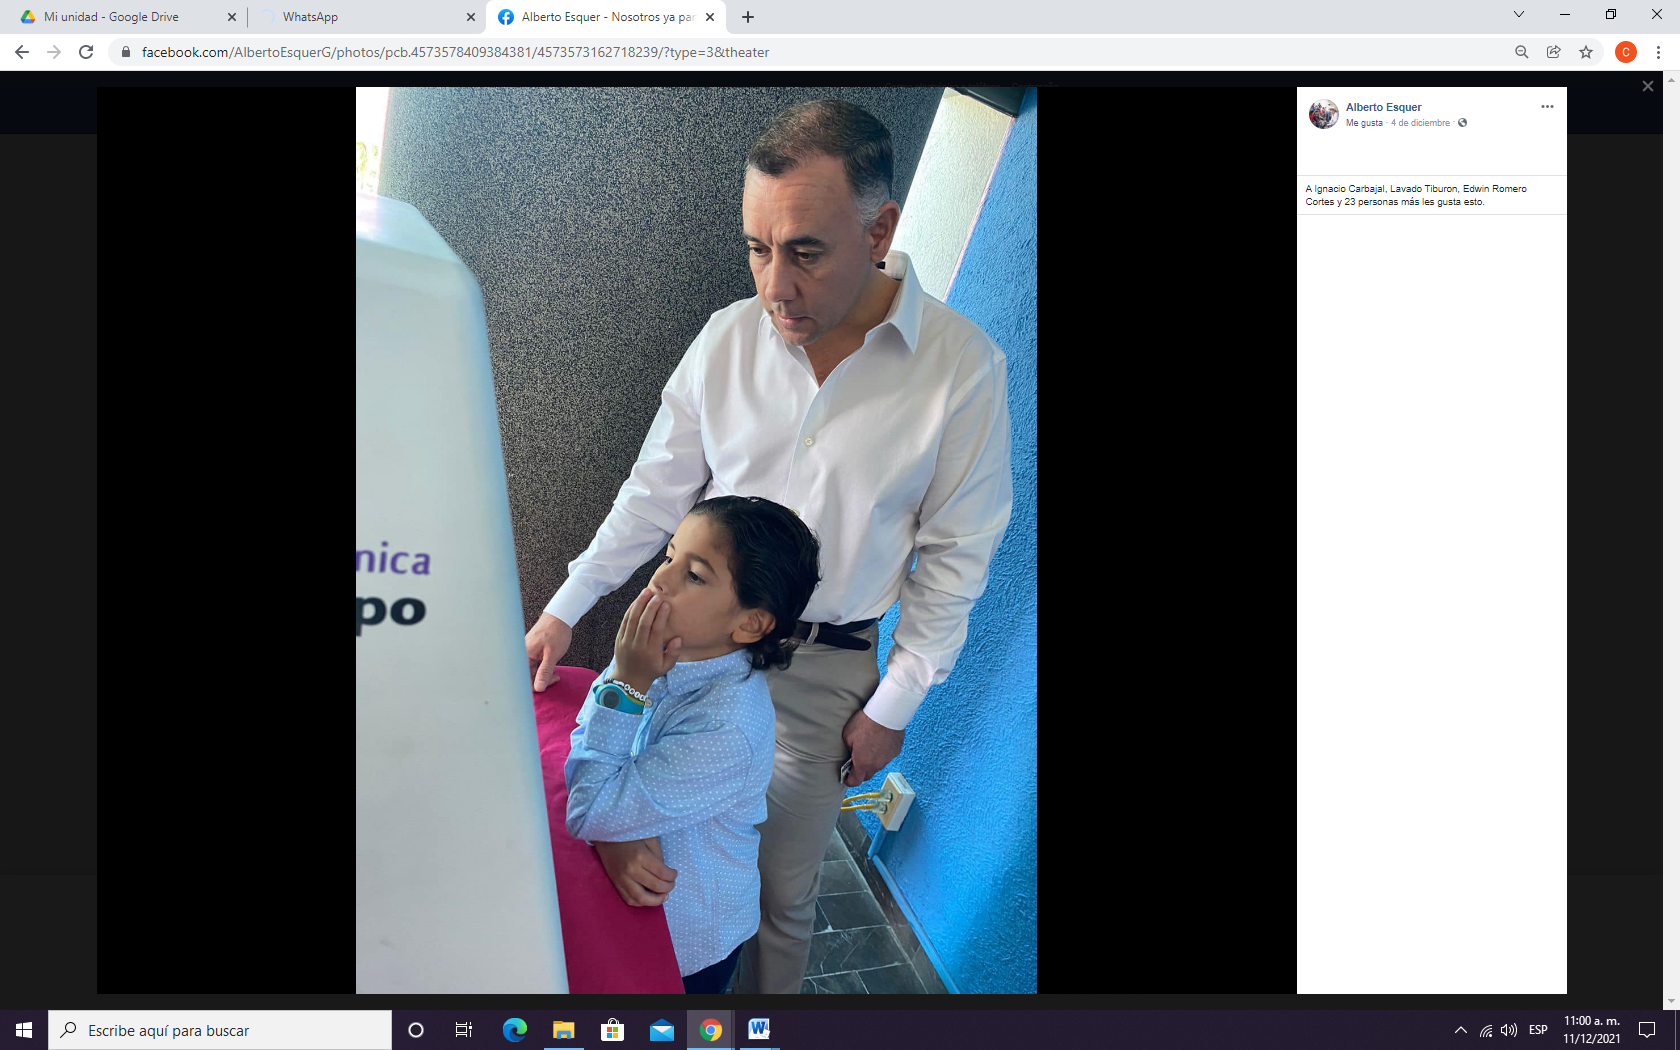 Mi unidad - Google Drive
WhatsApp
Alberto Esquer - Nosotros ya par
facebook.com/AlbertoEsquerG/photos/pcb.4573578409384381/4573573162718239/?type=3&theater
C
Alberto Esquer
Me gusta · 4 de diciembre ·
A Ignacio Carbajal, Lavado Tiburon, Edwin Romero
Cortes y 23 personas más les gusta esto.
nica
po
Escribe aquí para buscar
ESP
11:00 a. m.
11/12/2021